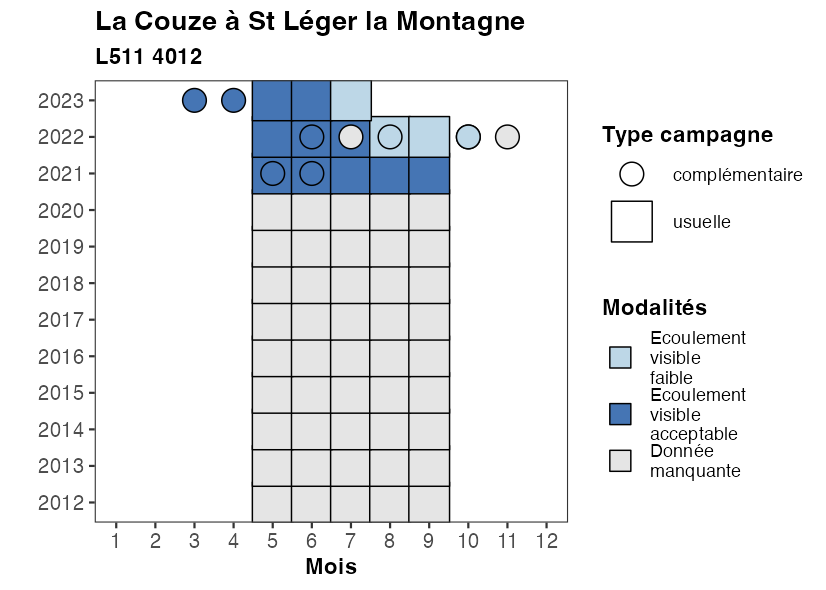 La Couze à St Léger la Montagne
L511 4012
2023
2022
2021
2020
2019
2018
2017
2016
2015
2014
2013
2012
1 2 3 4 5 6 7 8 9 10 11 12
Mois
Type campagne
complémentaire
usuelle
Modalités
Ecoulement
visible
faible
Ecoulement
visible
acceptable
Donnée
manquante